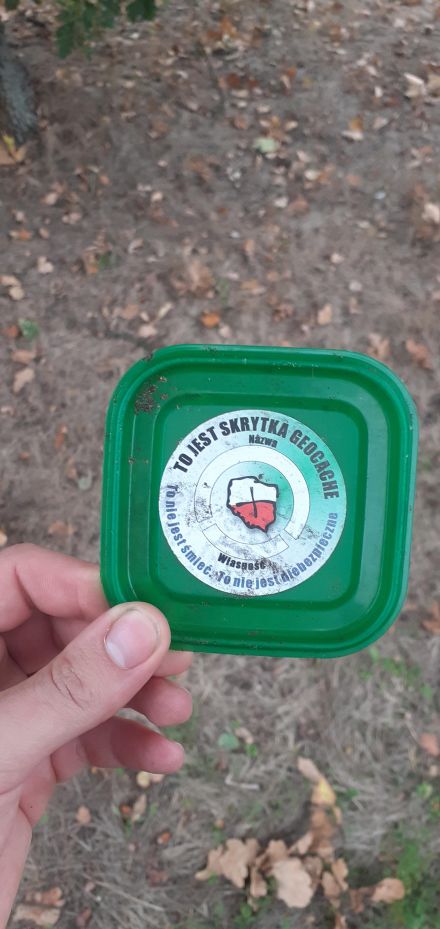 TO JEST SKRYTKA GEOCACHE
Nazwa
Własność
To nie jest śmieć. To nie jest niebezpieczne